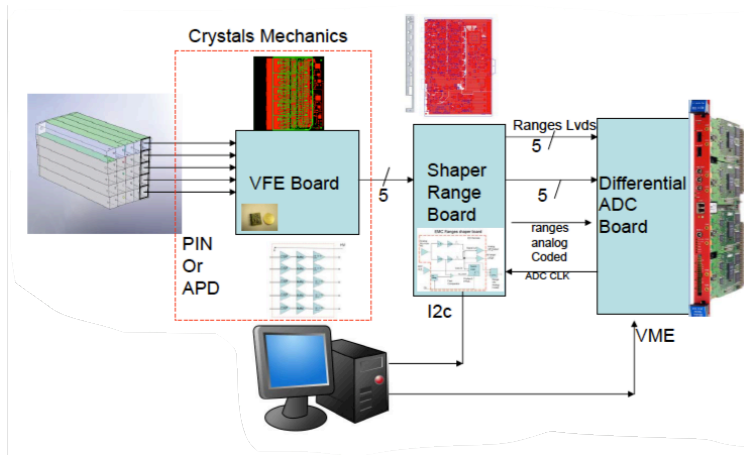 Crystals Mechanics
VFE Board
5
PIN
Or
APD
Shaper
Range
Board
I2c
Ranges Lvds
5
5
ranges
analog
Coded
ADC CLK
Differential
ADC
Board
VME